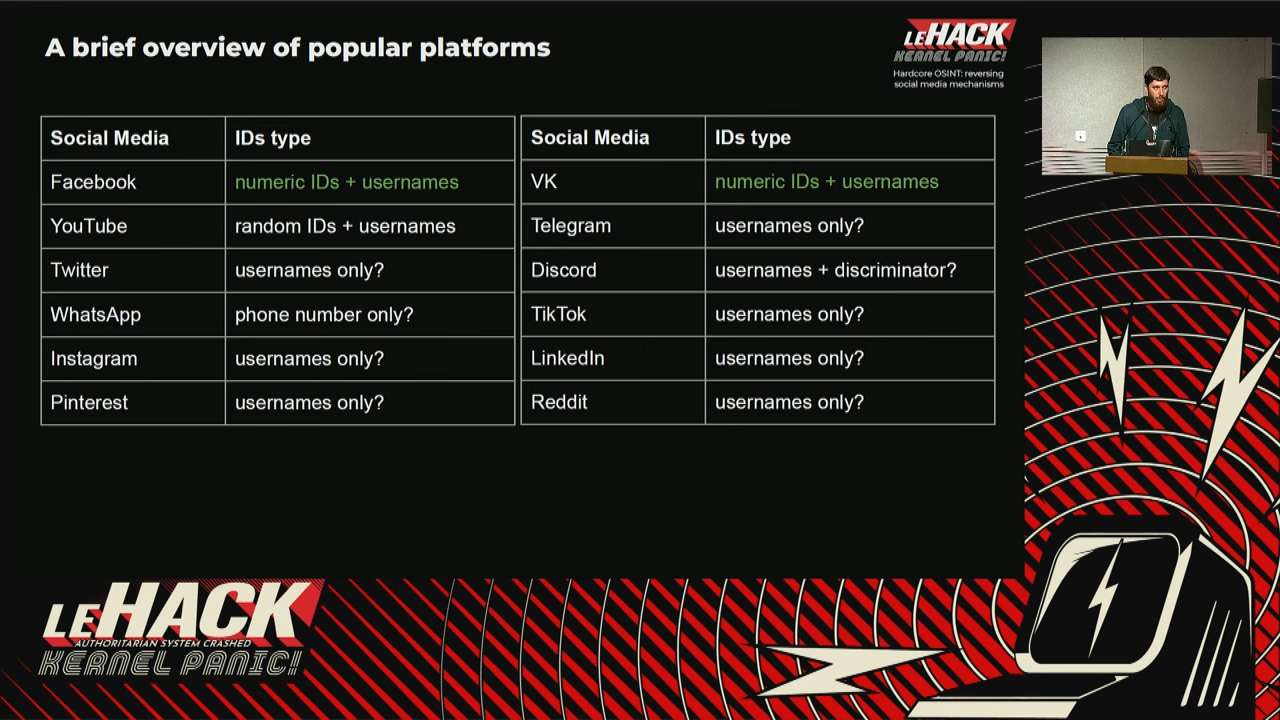 A brief overview of popular platforms
LEHACK
KERNEL PANIC!
Hardcore OSINT: reversing
social media mechanisms
Social Media IDs type
Facebook numeric IDs + usernames
YouTube random IDs + usernames
Twitter usernames only?
WhatsApp phone number only?
Instagram usernames only?
Pinterest usernames only?
Social Media IDs type
VK numeric IDs + usernames
Telegram usernames only?
Discord usernames + discriminator?
TikTok usernames only?
LinkedIn usernames only?
Reddit usernames only?
LEHACK
AUTHORITARIAN SYSTEM CRASHED
KERNEL PANIC!